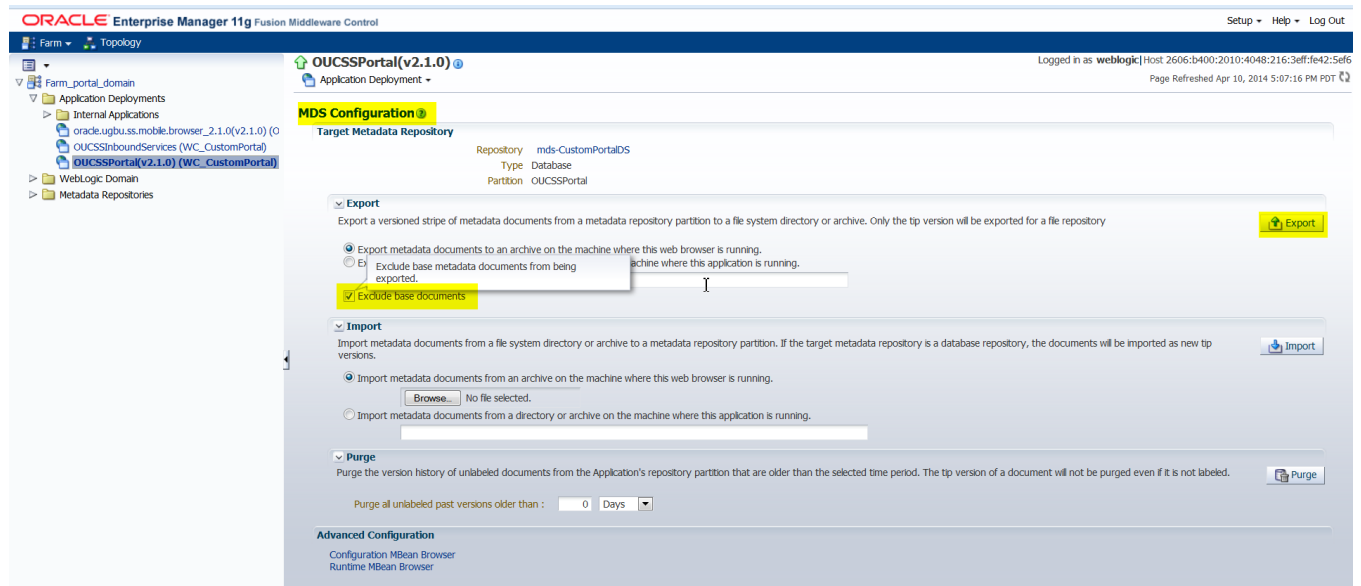 ORACLE Enterprise Manager 11g Fusion Middleware Control
Setup Help Log Out
Farm Topology
Farm_portal_domain
Application Deployments
Internal Applications
oracle.ugbu.ss.mobile.browser_2.1.0(v2.1.0) (O
OUCSSInboundServices (WC_CustomPortal)
OUCSSPortal(v2.1.0) (WC_CustomPortal)
WebLogic Domain
Metadata Repositories
OUCSSPortal(v2.1.0)
Application Deployment
Logged in as weblogic|Host 2606:b400:2010:4048:216:3eff:fe42:5ef6
Page Refreshed Apr 10, 2014 5:07:16 PM PDT
MDS Configuration
Target Metadata Repository
Repository mds-CustomPortalDS
Type Database
Partition OUCSSPortal
Export
Export a versioned stripe of metadata documents from a metadata repository partition to a file system directory or archive. Only the tip version will be exported for a file repository
Export
Export metadata documents to an archive on the machine where this web browser is running.
Ex
achine where this application is running.
Exclude base metadata documents from being
exported.
Exclude base documents
Import
Import metadata documents from a file system directory or archive to a metadata repository partition. If the target metadata repository is a database repository, the documents will be imported as new tip
versions.
Import
Import metadata documents from an archive on the machine where this web browser is running.
Browse... No file selected.
Import metadata documents from a directory or archive on the machine where this application is running.
Purge
Purge the version history of unlabeled documents from the Application's repository partition that are older than the selected time period. The tip version of a document will not be purged even if it is not labeled.
Purge
Purge all unlabeled past versions older than : 0 Days
Advanced Configuration
Configuration MBean Browser
Runtime MBean Browser